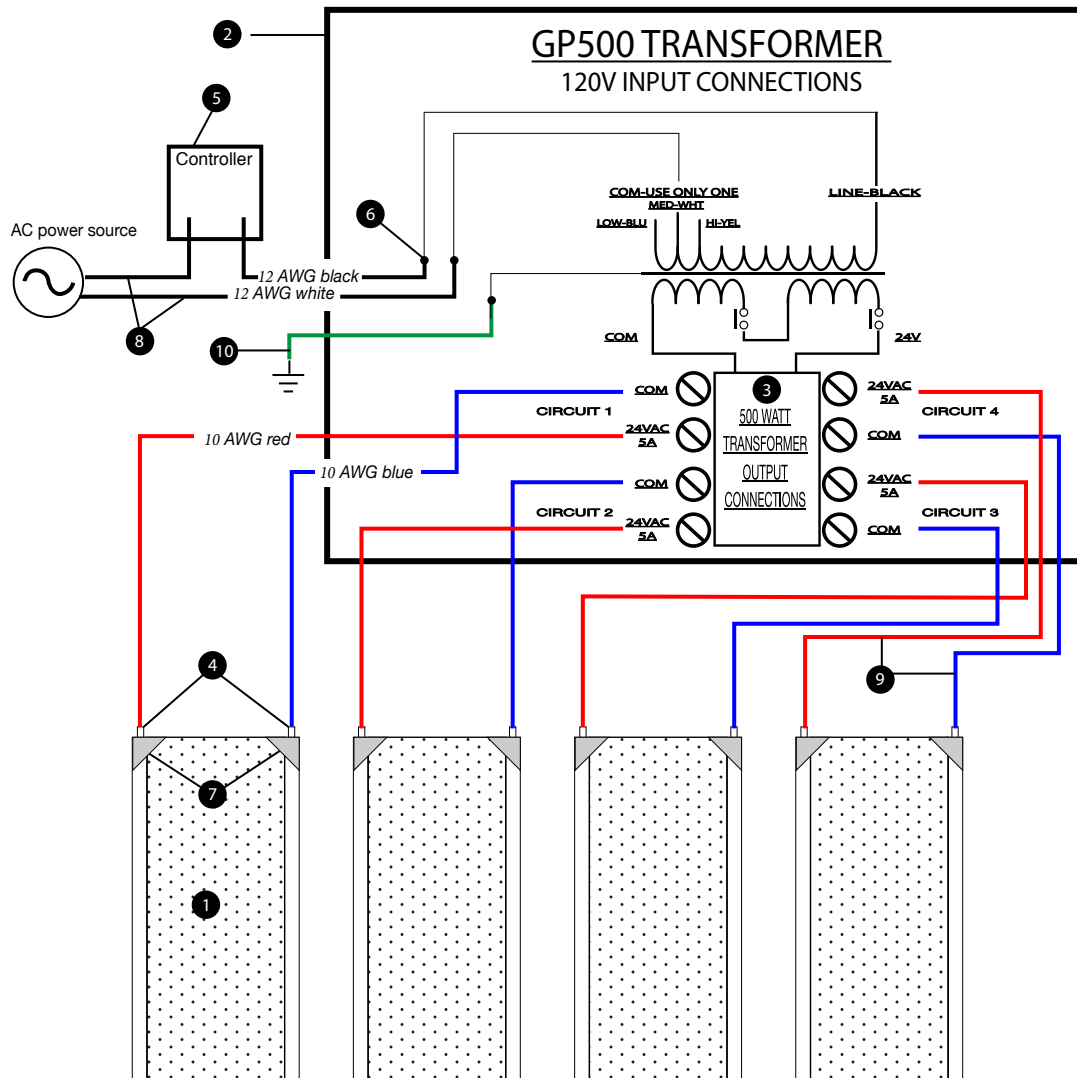 2
GP500 TRANSFORMER
120V INPUT CONNECTIONS
5
Controller
COM-USE ONLY ONE
LINE-BLACK
MED-WHT
LOW-BLU
HI-YEL
6
AC power source
12 AWG black
12 AWG white
8
10
COM
24V
3
COM
24VAC
5A
CIRCUIT 1
500 WATT
CIRCUIT 4
10 AWG red
24VAC
5A
TRANSFORMER
COM
10 AWG blue
OUTPUT
COM
24VAC
5A
CONNECTIONS
CIRCUIT 2
CIRCUIT 3
24VAC
5A
COM
4
9
7
1